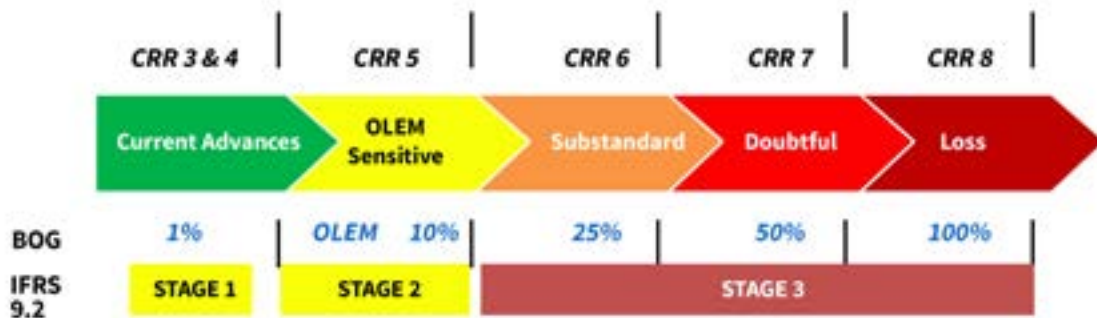 CRR 3 & 4 CRR 5 CRR 6 CRR 7 CRR 8
Current Advances OLEM Sensitive Substandard Doubtful Loss
BOG 1% OLEM 10% 25% 50% 100%
IFRS 9.2 STAGE 1 STAGE 2 STAGE 3